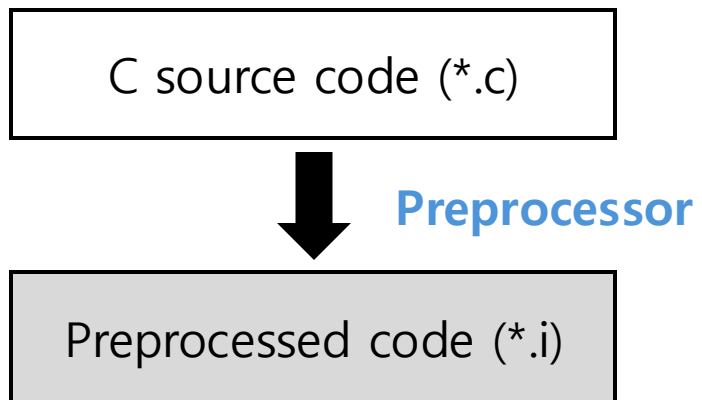 C source code (*.c)
Preprocessor
Preprocessed code (*.i)